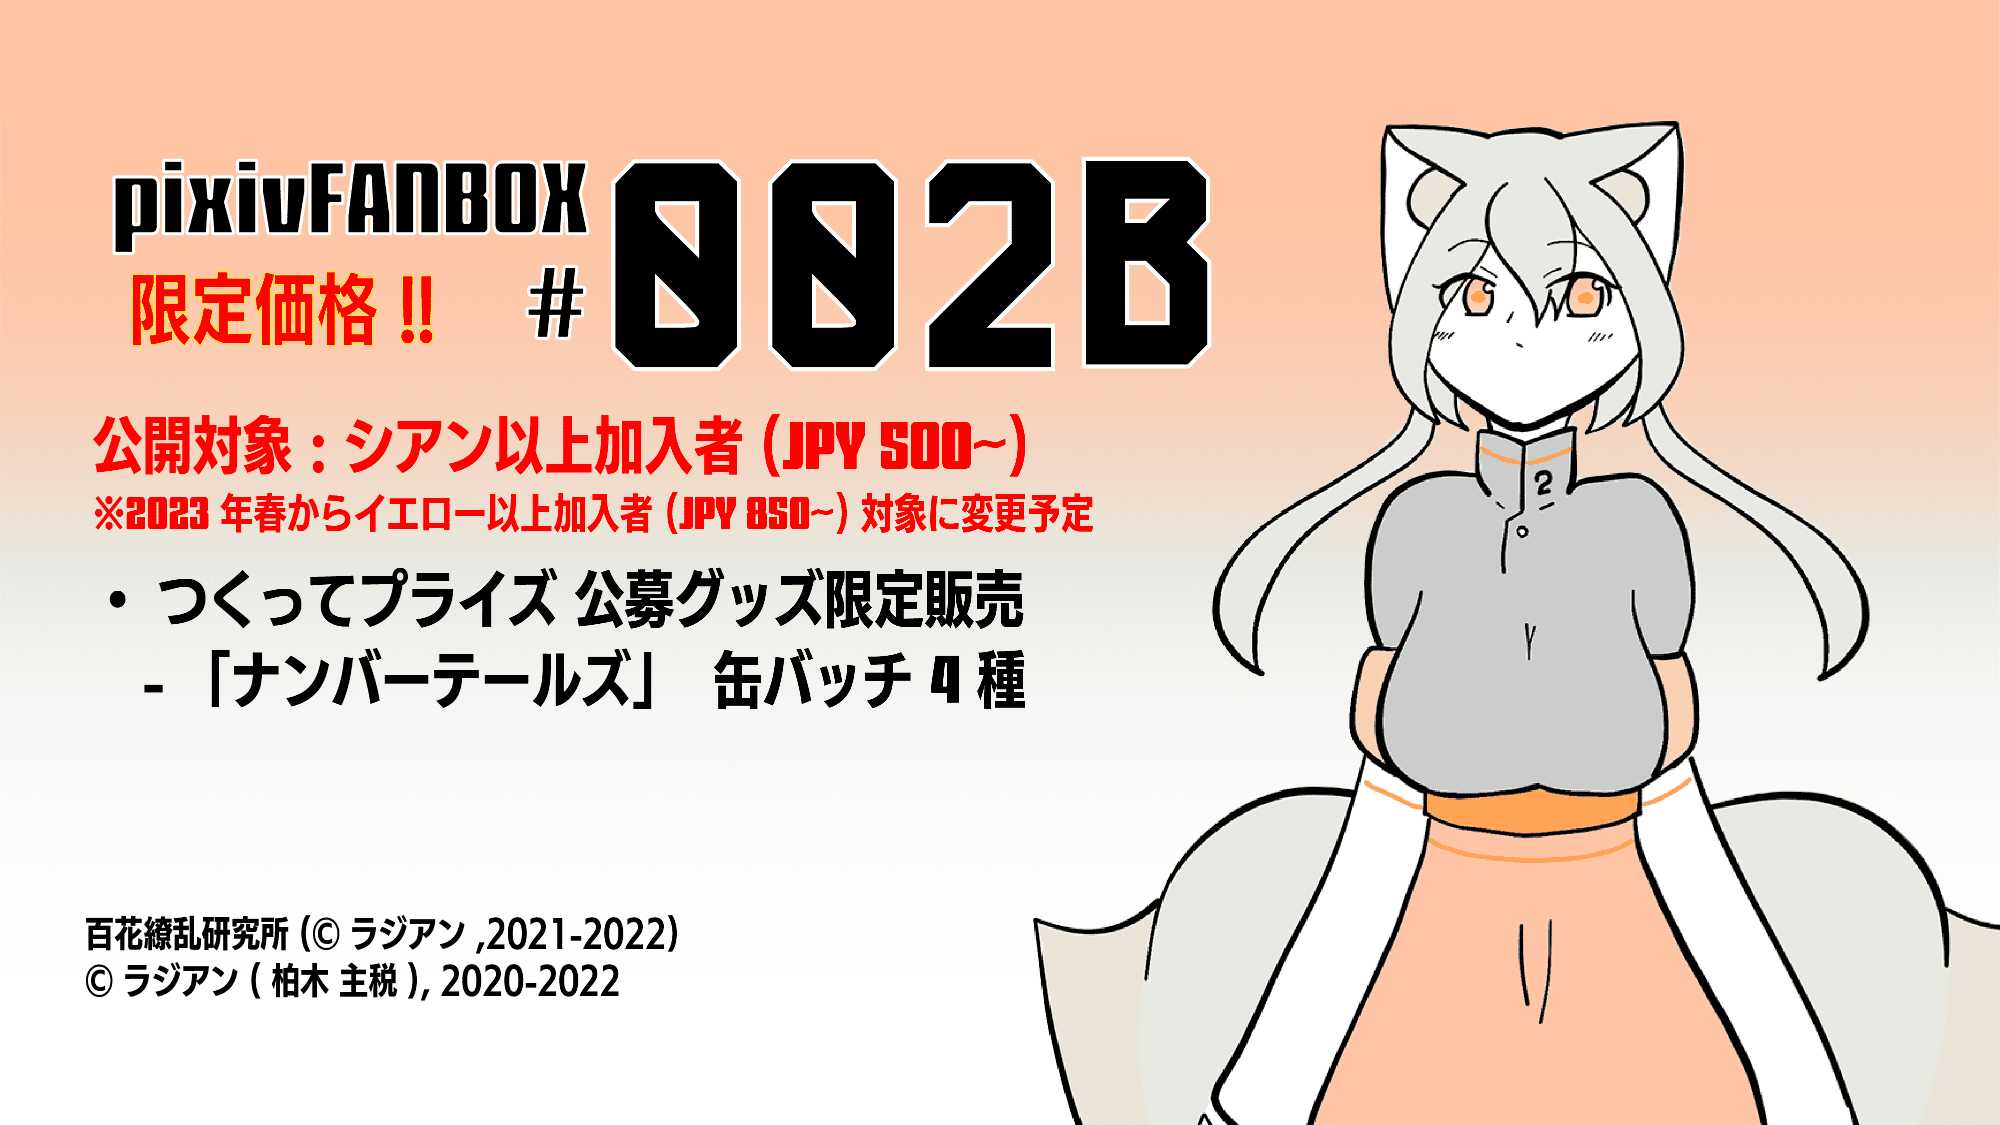 pixivFANBOX
限定価格 !!
#002B
公開対象：シアン以上加入者 (JPY 500~)
※2023 年春からイエロー以上加入者 (JPY 850~) 対象に変更予定
・ つくってプライズ 公募グッズ限定販売
- 「ナンバーテールズ」 缶バッチ 4 種
百花繚乱研究所 (© ラジアン ,2021-2022)
© ラジアン ( 柏木 主税 ), 2020-2022
2